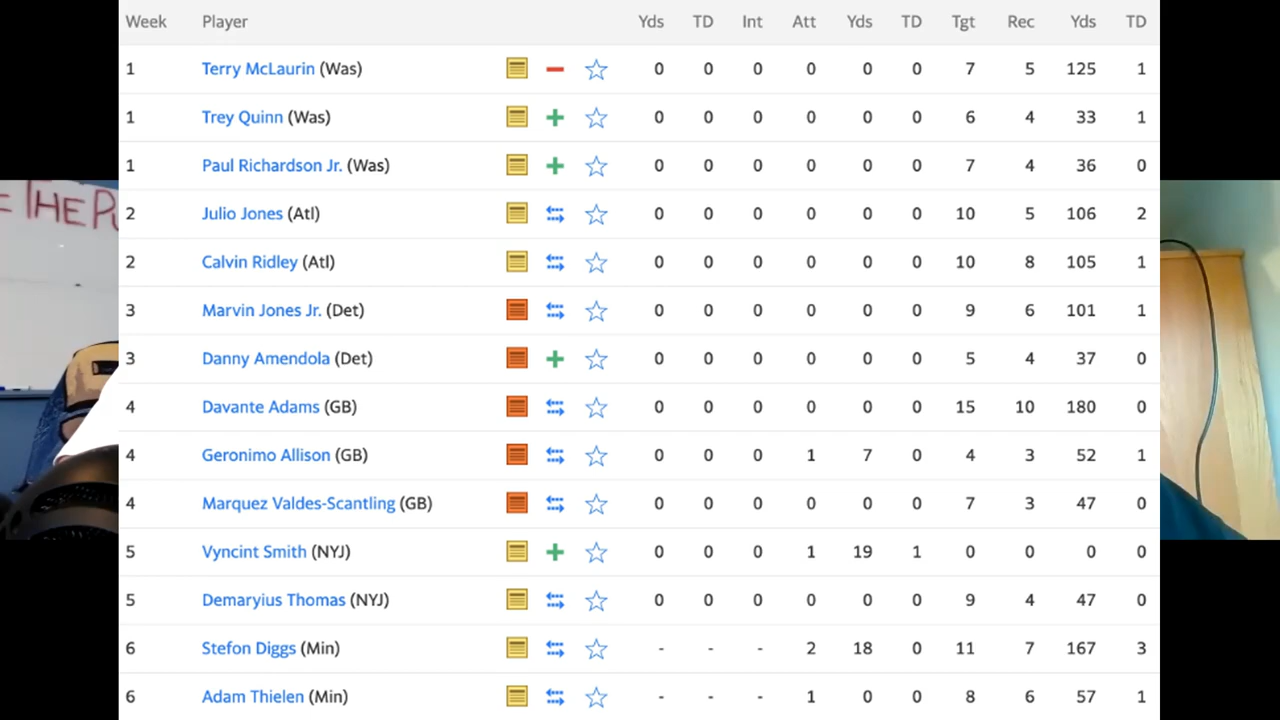 Week Player Yds TD Int Att Yds TD Tgt Rec Yds TD
1 Terry McLaurin (Was) 0 0 0 0 0 0 7 5 125 1
1 Trey Quinn (Was) 0 0 0 0 0 0 6 4 33 1
1 Paul Richardson Jr. (Was) 0 0 0 0 0 0 7 4 36 0
THE
2 Julio Jones (Atl) 0 0 0 0 0 0 10 5 106 2
2 Calvin Ridley (Atl) 0 0 0 0 0 0 10 8 105 1
3 Marvin Jones Jr. (Det) 0 0 0 0 0 0 9 6 101 1
3 Danny Amendola (Det) 0 0 0 0 0 0 5 4 37 0
4 Davante Adams (GB) 0 0 0 0 0 0 15 10 180 0
4 Geronimo Allison (GB) 0 0 0 1 7 0 4 3 52 1
4 Marquez Valdes-Scantling (GB) 0 0 0 0 0 0 7 3 47 0
5 Vyncint Smith (NYJ) 0 0 0 1 19 1 0 0 0 0
5 Demaryius Thomas (NYJ) 0 0 0 0 0 0 9 4 47 0
6 Stefon Diggs (Min) - - - 2 18 0 11 7 167 3
6 Adam Thielen (Min) - - - 1 0 0 8 6 57 1